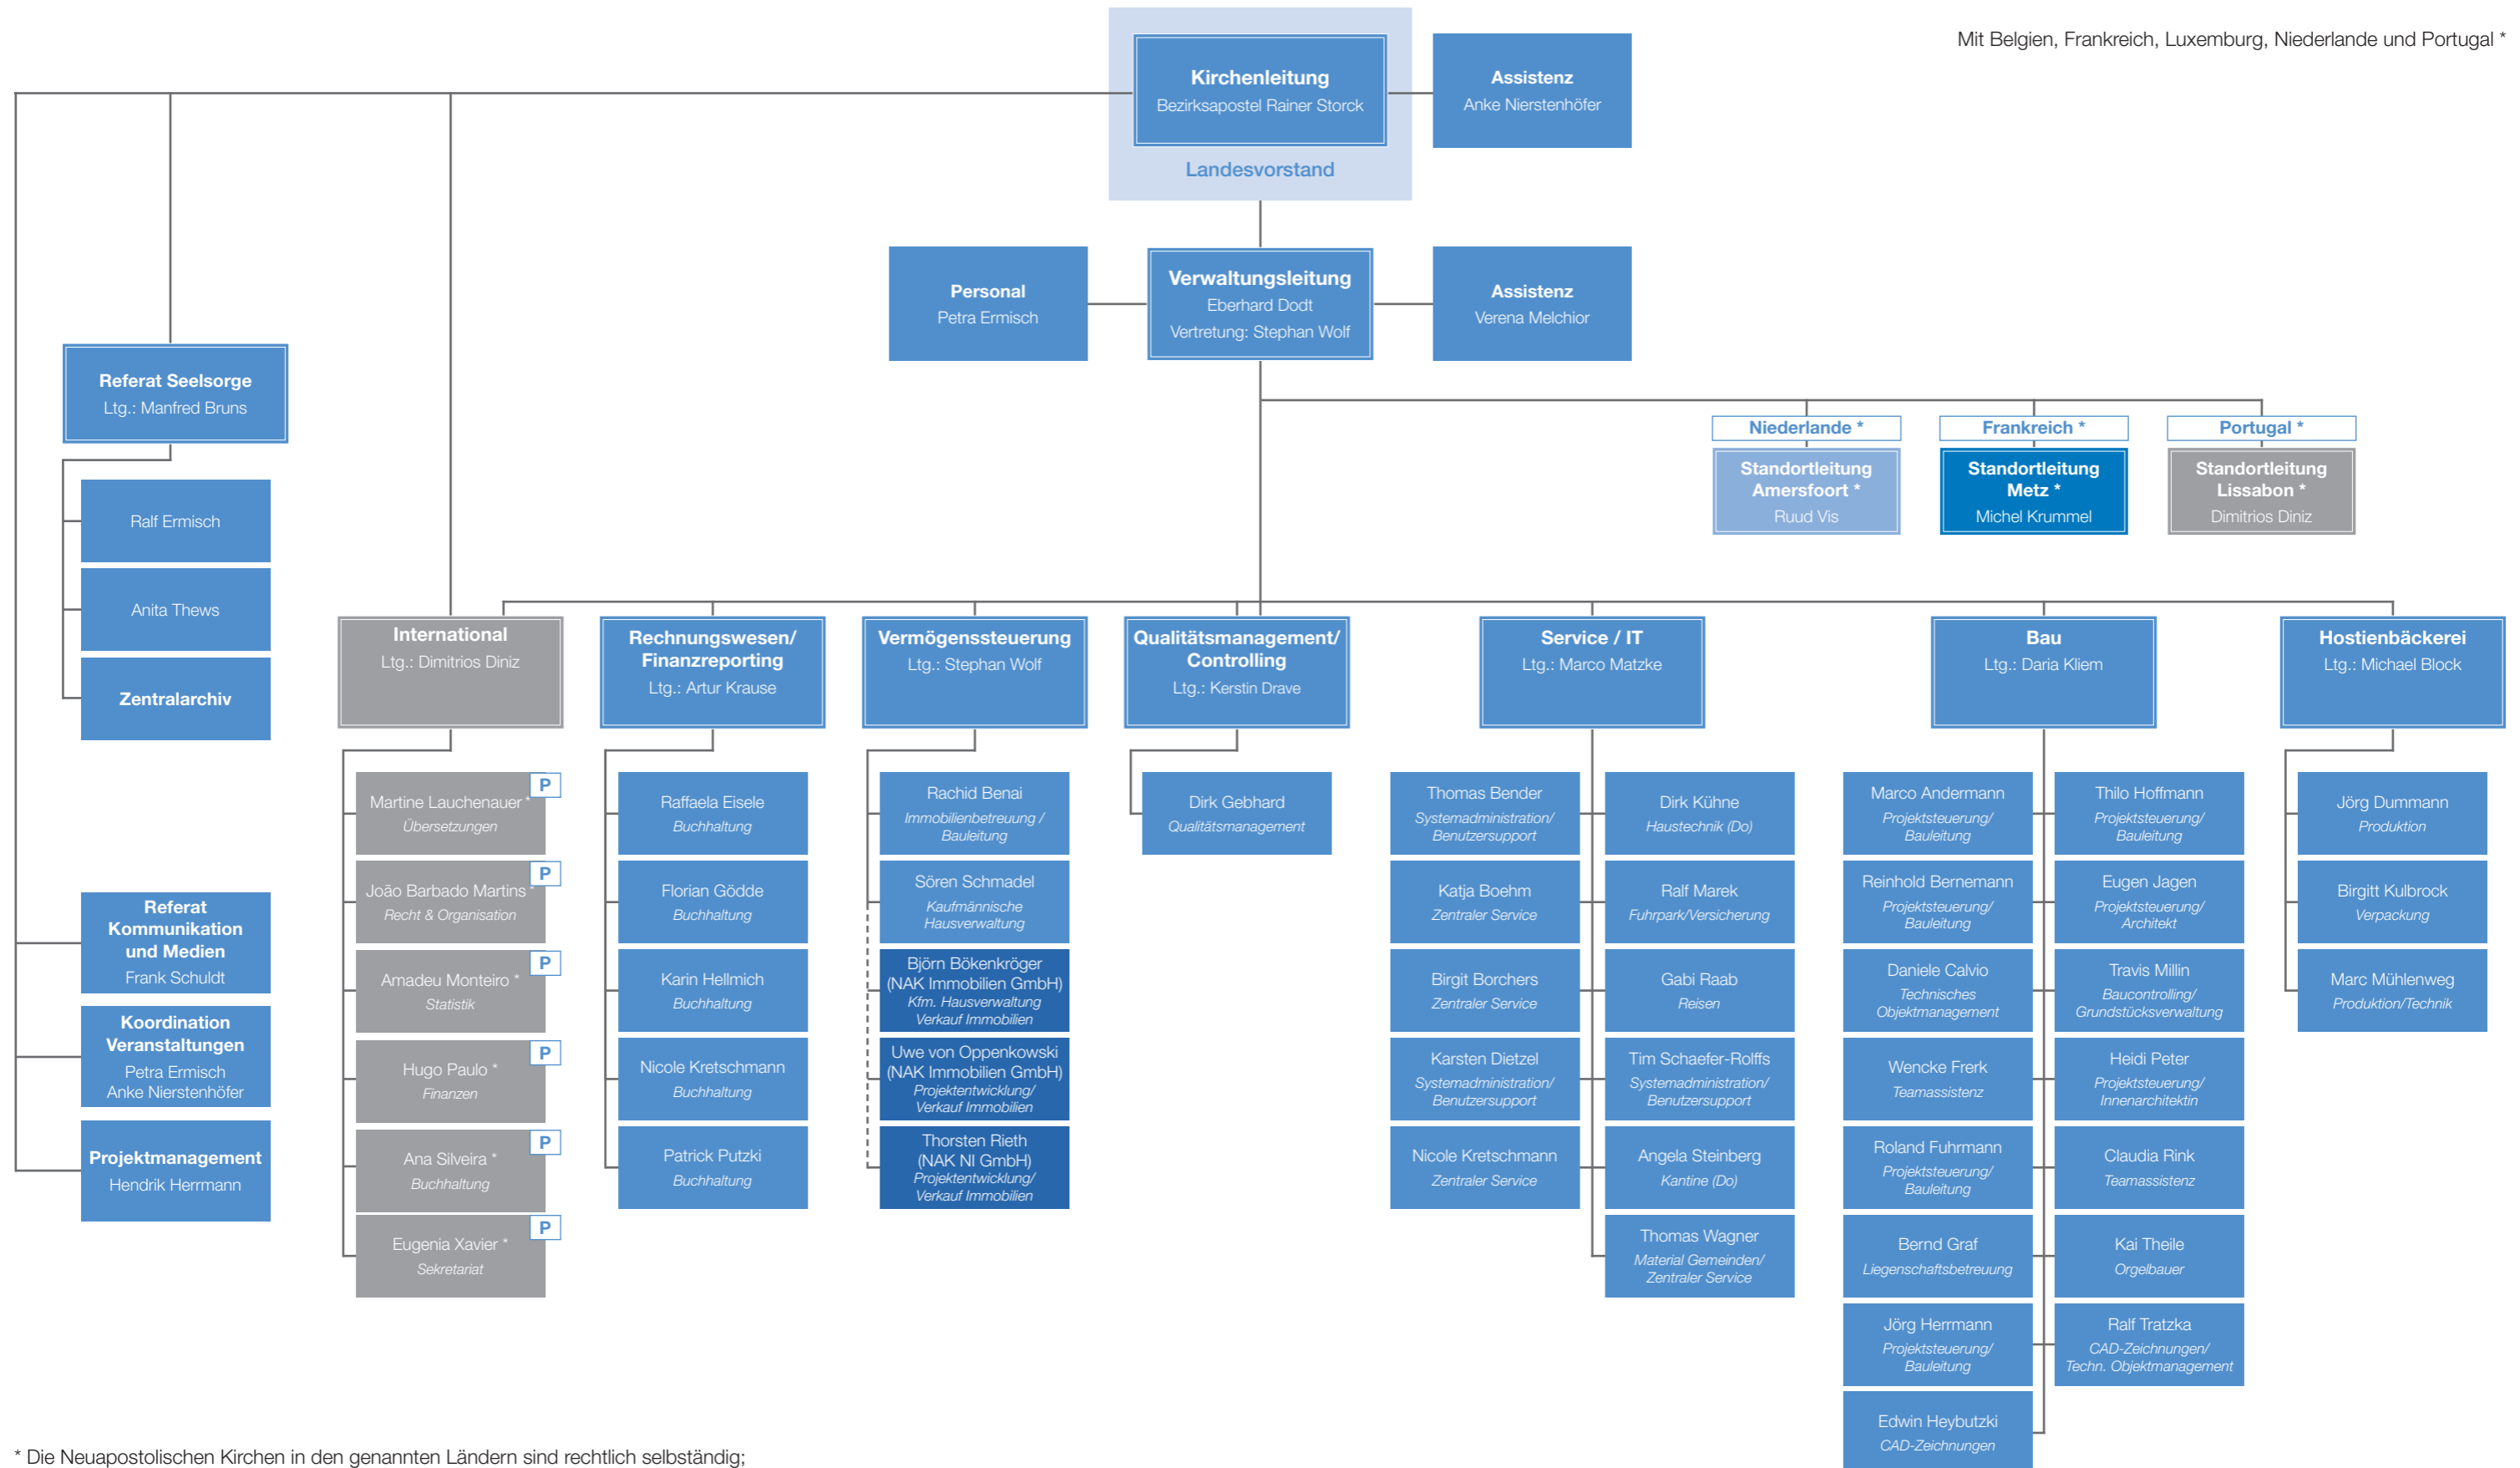 Mit Belgien, Frankreich, Luxemburg, Niederlande und Portugal *
Kirchenleitung
Bezirksapostel Rainer Storck
Landesvorstand
Assistenz
Anke Nierstenhöfer
Personal
Petra Ermisch
Verwaltungsleitung
Eberhard Dodt
Vertretung: Stephan Wolf
Assistenz
Verena Melchior
Referat Seelsorge
Ltg.: Manfred Bruns
Ralf Ermisch
Anita Thews
Zentralarchiv
Niederlande *
Standortleitung
Amersfoort *
Ruud Vis
Frankreich *
Standortleitung
Metz *
Michel Krummel
Portugal *
Standortleitung
Lissabon *
Dimitrios Diniz
Referat
Kommunikation
und Medien
Frank Schuldt
Koordination
Veranstaltungen
Petra Ermisch
Anke Nierstenhöfer
Projektmanagement
Hendrik Herrmann
International
Ltg.: Dimitrios Diniz
P
Martine Lauchenauer *
Übersetzungen
P
João Barbado Martins *
Recht & Organisation
P
Amadeu Monteiro *
Statistik
P
Hugo Paulo *
Finanzen
P
Ana Silveira *
Buchhaltung
P
Eugenia Xavier *
Sekretariat
Rechnungswesen/
Finanzreporting
Ltg.: Artur Krause
Raffaela Eisele
Buchhaltung
Florian Gödde
Buchhaltung
Karin Hellmich
Buchhaltung
Nicole Kretschmann
Buchhaltung
Patrick Putzki
Buchhaltung
Vermögenssteuerung
Ltg.: Stephan Wolf
Rachid Benai
Immobilienbetreuung /
Bauleitung
Sören Schmadel
Kaufmännische
Hausverwaltung
Björn Bökenkröger
(NAK Immobilien GmbH)
Kfm. Hausverwaltung
Verkauf Immobilien
Uwe von Oppenkowski
(NAK Immobilien GmbH)
Projektentwicklung/
Verkauf Immobilien
Thorsten Rieth
(NAK NI GmbH)
Projektentwicklung/
Verkauf Immobilien
Qualitätsmanagement/
Controlling
Ltg.: Kerstin Drave
Dirk Gebhard
Qualitätsmanagement
Service / IT
Ltg.: Marco Matzke
Thomas Bender
Systemadministration/
Benutzersupport
Katja Boehm
Zentraler Service
Birgit Borchers
Zentraler Service
Karsten Dietzel
Systemadministration/
Benutzersupport
Nicole Kretschmann
Zentraler Service
Dirk Kühne
Haustechnik (Do)
Ralf Marek
Fuhrpark/Versicherung
Gabi Raab
Reisen
Tim Schaefer-Rolffs
Systemadministration/
Benutzersupport
Angela Steinberg
Kantine (Do)
Thomas Wagner
Material Gemeinden/
Zentraler Service
Bau
Ltg.: Daria Kliem
Marco Andermann
Projektsteuerung/
Bauleitung
Reinhold Bernemann
Projektsteuerung/
Bauleitung
Daniele Calvio
Technisches
Objektmanagement
Wencke Frerk
Teamassistenz
Roland Fuhrmann
Projektsteuerung/
Bauleitung
Bernd Graf
Liegenschaftsbetreuung
Jörg Herrmann
Projektsteuerung/
Bauleitung
Edwin Heybutzki
CAD-Zeichnungen
Thilo Hoffmann
Projektsteuerung/
Bauleitung
Eugen Jagen
Projektsteuerung/
Architekt
Travis Millin
Baucontrolling/
Grundstücksverwaltung
Heidi Peter
Projektsteuerung/
Innenarchitektin
Claudia Rink
Teamassistenz
Kai Theile
Orgelbauer
Ralf Tratzka
CAD-Zeichnungen/
Techn. Objektmanagement
Hostienbäckerei
Ltg.: Michael Block
Jörg Dummann
Produktion
Birgitt Kulbrock
Verpackung
Marc Mühlenweg
Produktion/Technik
* Die Neuapostolischen Kirchen in den genannten Ländern sind rechtlich selbständig;